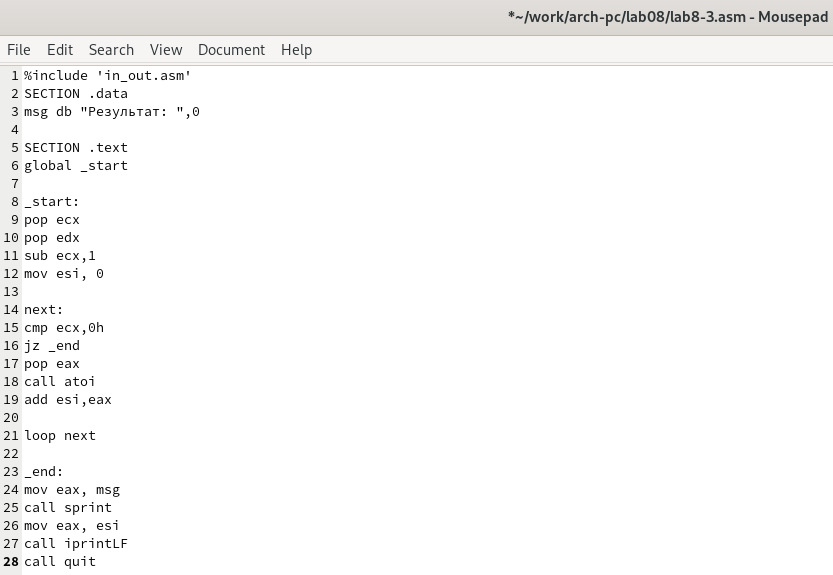 *~/work/arch-pc/lab08/lab8-3.asm - Mousepad
File Edit Search View Document Help
1 %include 'in_out.asm'
2 SECTION .data
3 msg db "Результат: ",0
4
5 SECTION .text
6 global _start
7
8 _start:
9 pop ecx
10 pop edx
11 sub ecx,1
12 mov esi, 0
13
14 next:
15 cmp ecx,0h
16 jz _end
17 pop eax
18 call atoi
19 add esi,eax
20
21 loop next
22
23 _end:
24 mov eax, msg
25 call sprint
26 mov eax, esi
27 call iprintLF
28 call quit